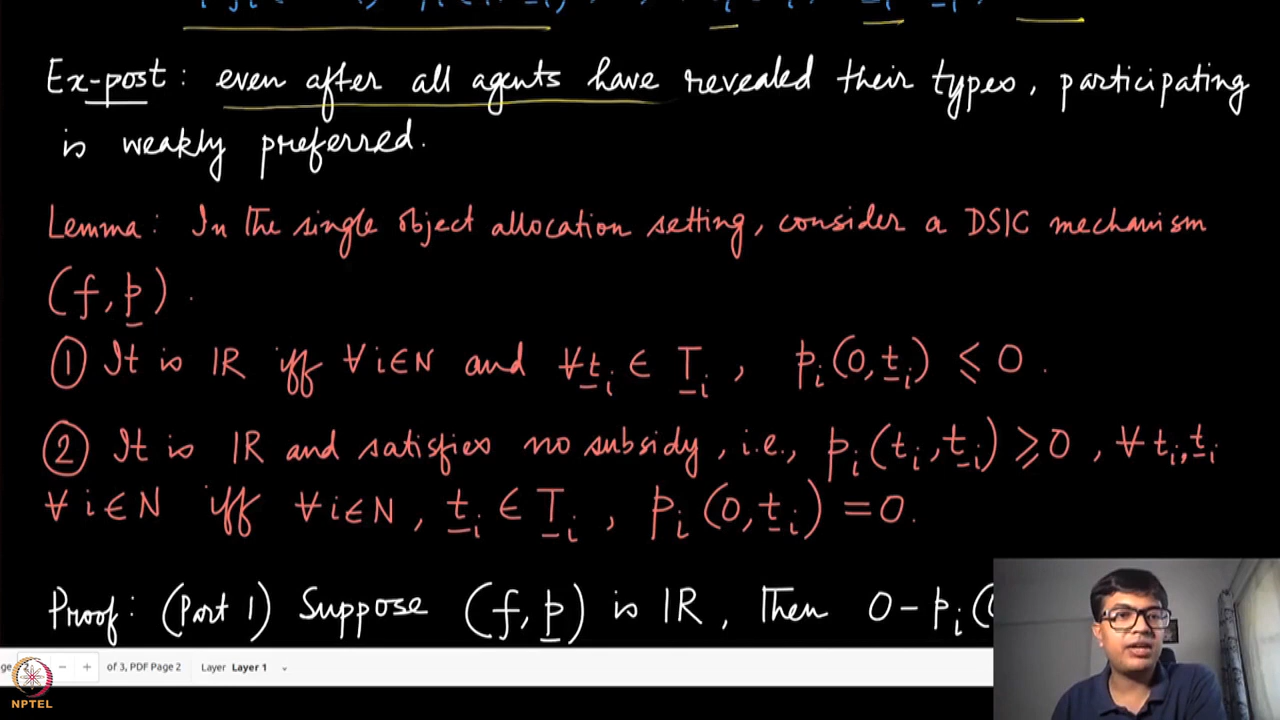 Ex-post : even after all agents have revealed their types, participating
is weakly preferred.
Lemma : In the single object allocation setting, consider a DSIC mechanism
(f, p) .
① It is IR iff ∀ i ∈ N and ∀ t_-i ∈ T_-i , p_i (0, t_-i) ⩽ 0 .
② It is IR and satisfies no subsidy, i.e., p_i (t_i, t_-i) ⩾ 0 , ∀ t_i, t_-i
∀ i ∈ N iff ∀ i ∈ N, t_-i ∈ T_-i , p_i (0, t_-i) = 0.
Proof : (Part 1) Suppose (f, p) is IR, Then 0 - p_i (
of 3, PDF Page 2 Layer Layer 1
NPTEL